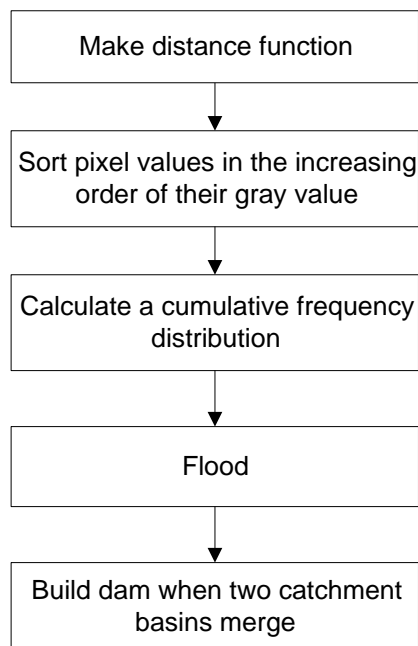 Make distance function
Sort pixel values in the increasing
order of their gray value
Calculate a cumulative frequency
distribution
Flood
Build dam when two catchment
basins merge